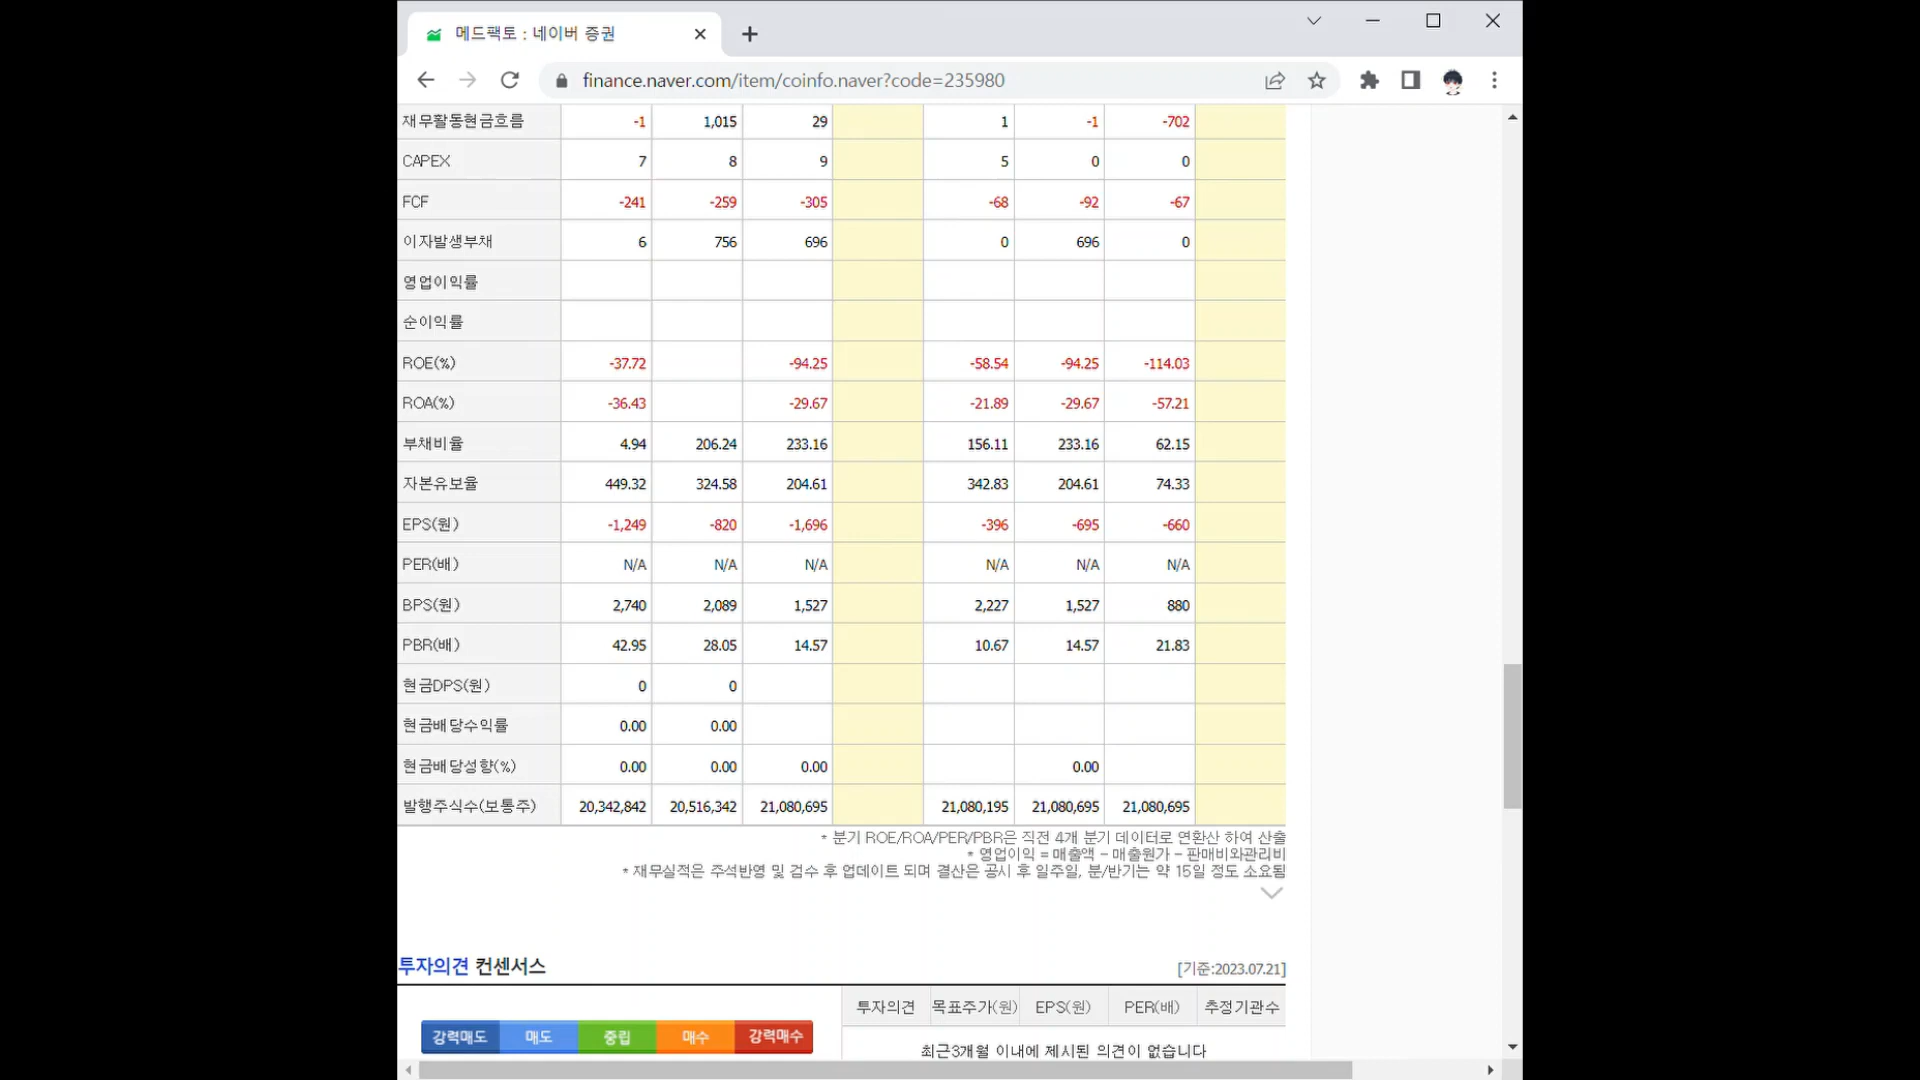 메드팩토 : 네이버 증권
finance.naver.com/item/coinfo.naver?code=235980
재무활동현금흐름 -1 1,015 29 1 -1 -702
CAPEX 7 8 9 5 0 0
FCF -241 -259 -305 -68 -92 -67
이자발생부채 6 756 696 0 696 0
영업이익률
순이익률
ROE(%) -37.72 -94.25 -58.54 -94.25 -114.03
ROA(%) -36.43 -29.67 -21.89 -29.67 -57.21
부채비율 4.94 206.24 233.16 156.11 233.16 62.15
자본유보율 449.32 324.58 204.61 342.83 204.61 74.33
EPS(원) -1,249 -820 -1,696 -396 -695 -660
PER(배) N/A N/A N/A N/A N/A N/A
BPS(원) 2,740 2,089 1,527 2,227 1,527 880
PBR(배) 42.95 28.05 14.57 10.67 14.57 21.83
현금DPS(원) 0 0
현금배당수익률 0.00 0.00
현금배당성향(%) 0.00 0.00 0.00 0.00
발행주식수(보통주) 20,342,842 20,516,342 21,080,695 21,080,195 21,080,695 21,080,695
* 분기 ROE/ROA/PER/PBR은 직전 4개 분기 데이터로 연환산 하여 산출
* 영업이익 = 매출액 - 매출원가 - 판매비와관리비
* 재무실적은 주석반영 및 검수 후 업데이트 되며 결산은 공시 후 일주일, 분/반기는 약 15일 정도 소요됨
투자의견 컨센서스 [기준:2023.07.21]
투자의견 목표주가(원) EPS(원) PER(배) 추정기관수
강력매도 매도 중립 매수 강력매수
최근3개월 이내에 제시된 의견이 없습니다